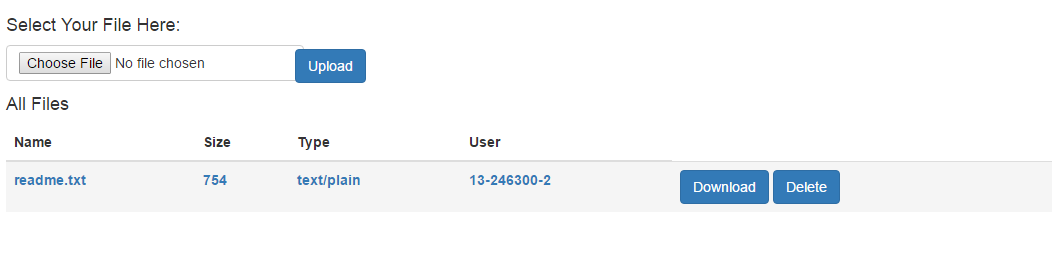 Select Your File Here:
Choose File No file chosen Upload
All Files
Name Size Type User
readme.txt 754 text/plain 13-246300-2 Download Delete